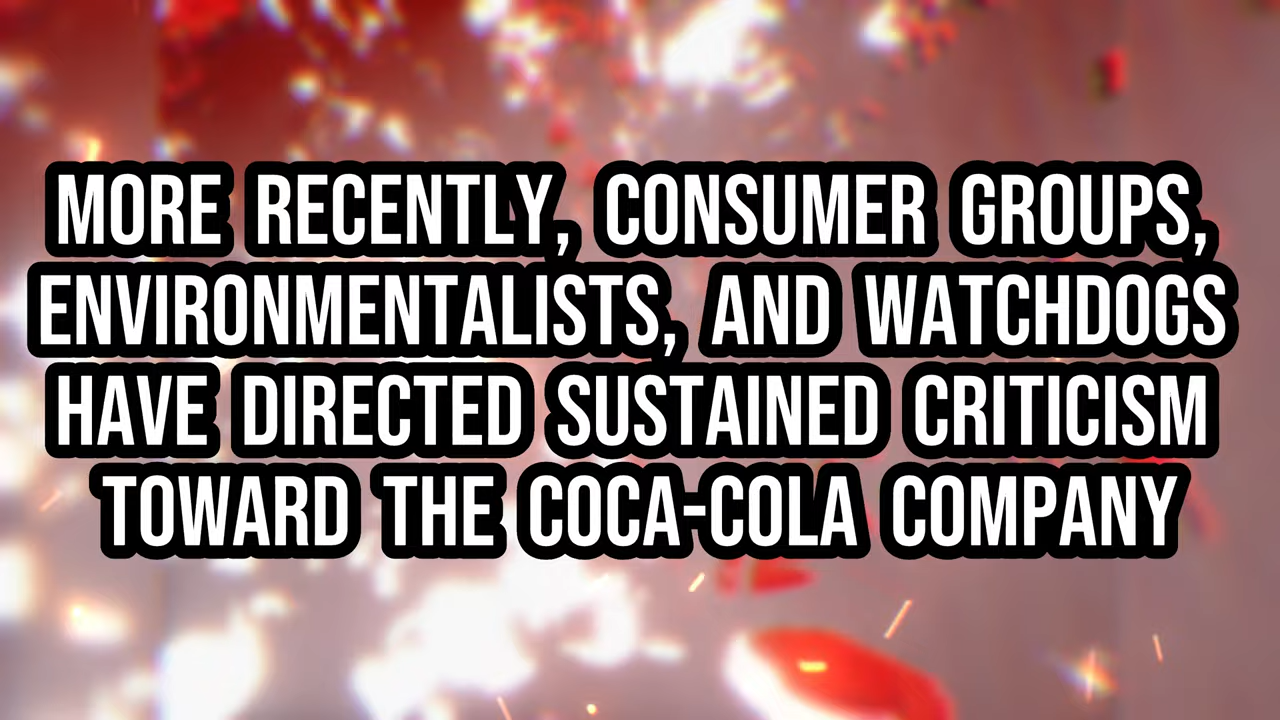 MORE RECENTLY, CONSUMER GROUPS,
ENVIRONMENTALISTS, AND WATCHDOGS
HAVE DIRECTED SUSTAINED CRITICISM
TOWARD THE COCA-COLA COMPANY